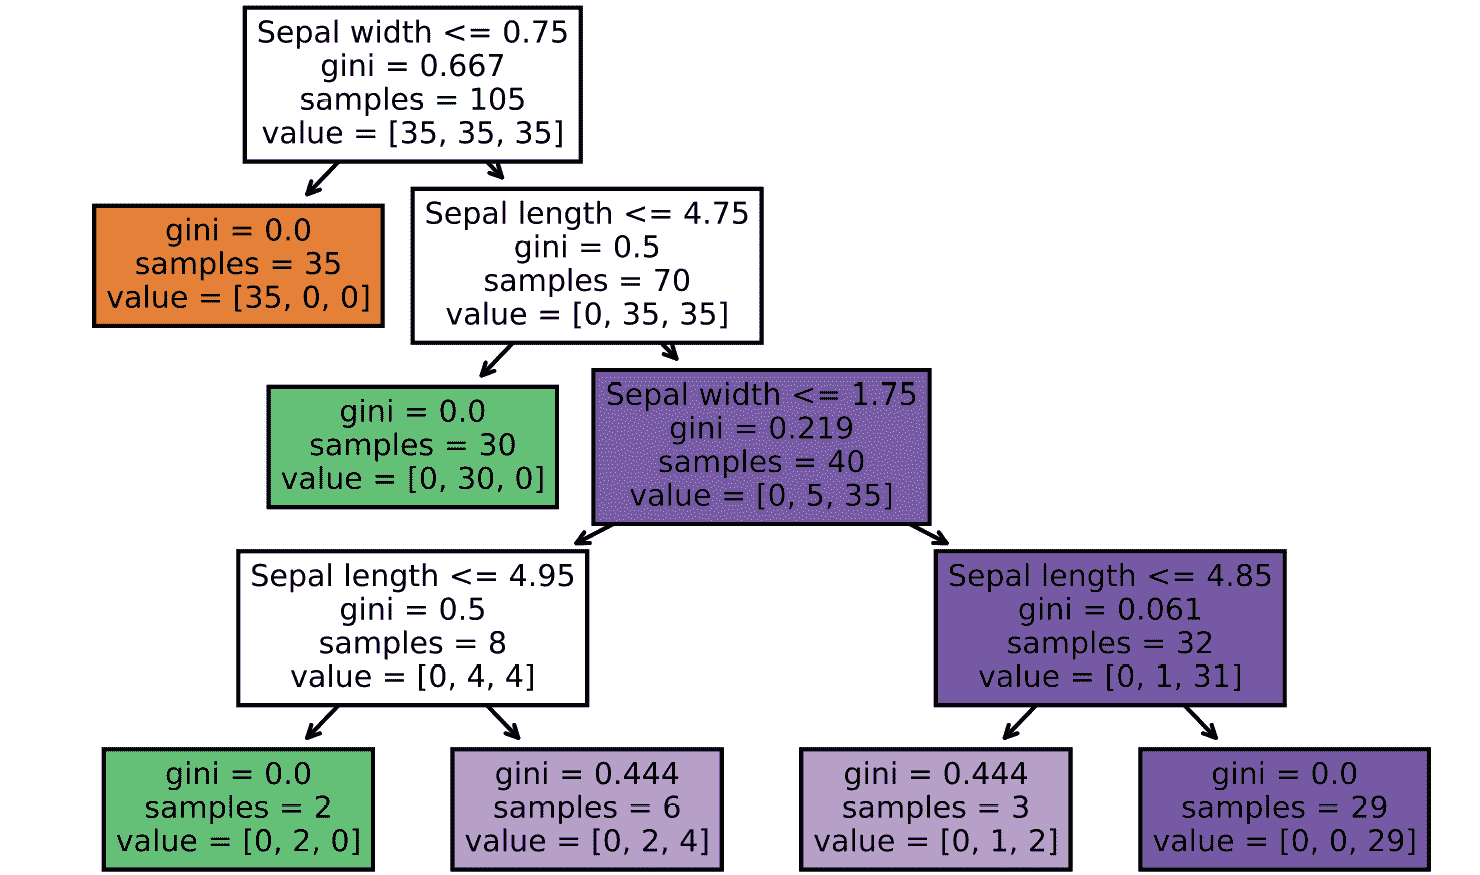 Sepal width <= 0.75
gini = 0.667
samples = 105
value = [35, 35, 35]
gini = 0.0
samples = 35
value = [35, 0, 0]
Sepal length <= 4.75
gini = 0.5
samples = 70
value = [0, 35, 35]
gini = 0.0
samples = 30
value = [0, 30, 0]
Sepal width <= 1.75
gini = 0.219
samples = 40
value = [0, 5, 35]
Sepal length <= 4.95
gini = 0.5
samples = 8
value = [0, 4, 4]
Sepal length <= 4.85
gini = 0.061
samples = 32
value = [0, 1, 31]
gini = 0.0
samples = 2
value = [0, 2, 0]
gini = 0.444
samples = 6
value = [0, 2, 4]
gini = 0.444
samples = 3
value = [0, 1, 2]
gini = 0.0
samples = 29
value = [0, 0, 29]